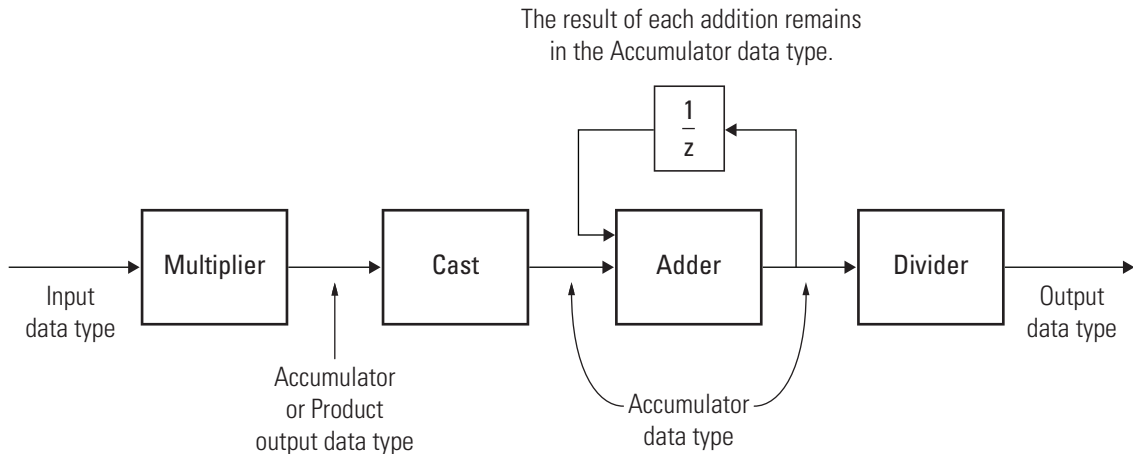 The result of each addition remains
in the Accumulator data type.
1
z
Multiplier
Cast
Adder
Divider
Input
data type
Output
data type
Accumulator
or Product
output data type
Accumulator
data type